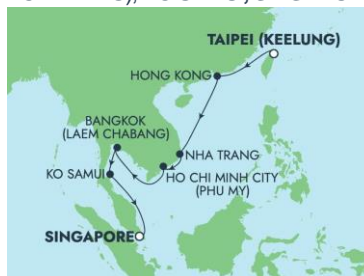 TAIPEI (KEELUNG)
HONG KONG
BANGKOK
(LAEM CHABANG)
NHA TRANG
KO SAMUI
HO CHI MINH CITY
(PHU MY)
SINGAPORE